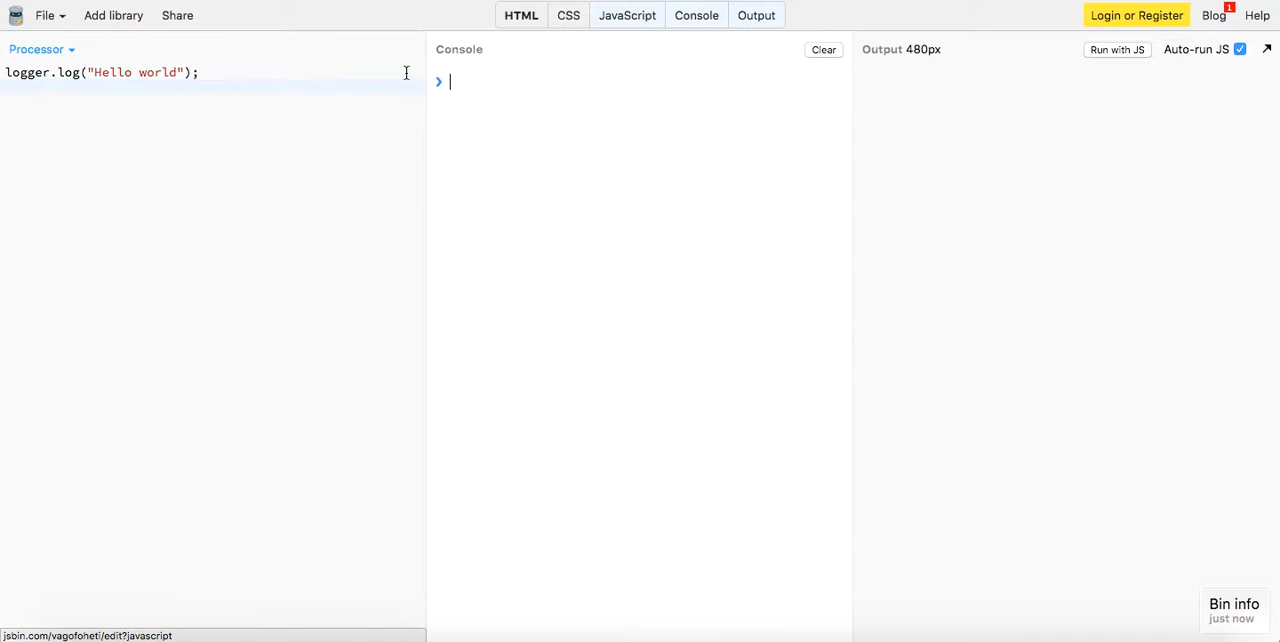 File Add library Share HTML CSS JavaScript Console Output Login or Register Blog 1 Help
Processor Console Clear Output 480px Run with JS Auto-run JS
logger.log("Hello world");
❯
Bin info
just now
jsbin.com/vagofoheti/edit?javascript